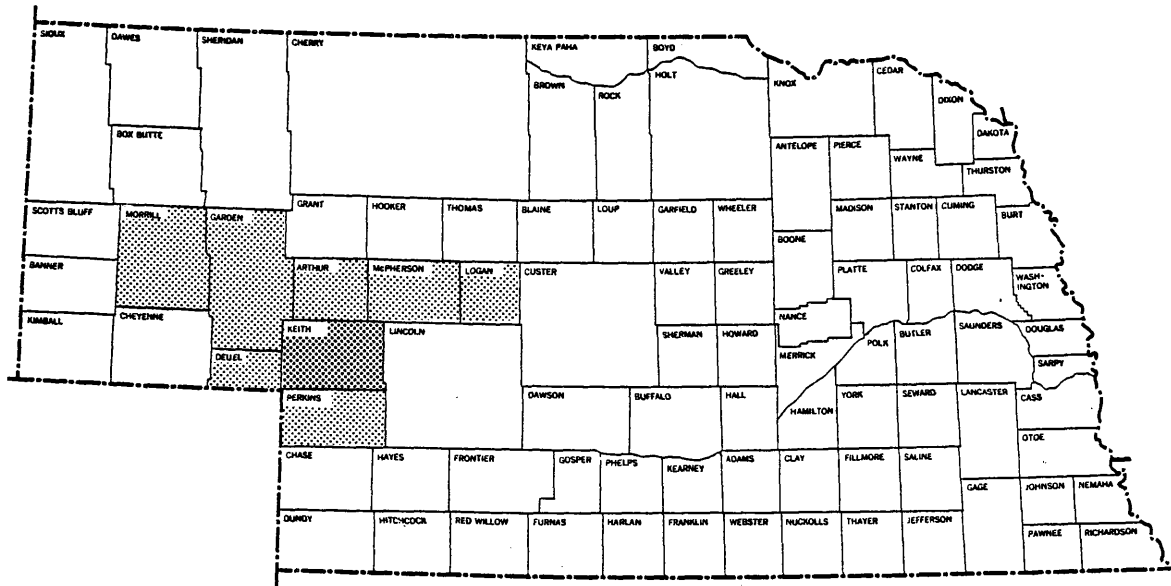 SIOUX
DAWES
SHERIDAN
CHERRY
KEYA PAHA
BOYD
BROWN
ROCK
HOLT
KNOX
CEDAR
DIXON
DAKOTA
BOX BUTTE
ANTELOPE
PIERCE
WAYNE
THURSTON
SCOTTS BLUFF
MORRILL
GARDEN
GRANT
HOOKER
THOMAS
BLAINE
LOUP
GARFIELD
WHEELER
MADISON
STANTON
CUMING
BURT
BOONE
BANNER
ARTHUR
McPHERSON
LOGAN
CUSTER
VALLEY
GREELEY
PLATTE
COLFAX
DODGE
WASH-
INGTON
KIMBALL
CHEYENNE
NANCE
KEITH
LINCOLN
SHERMAN
HOWARD
MERRICK
POLK
BUTLER
SAUNDERS
DOUGLAS
DEUEL
SARPY
PERKINS
DAWSON
BUFFALO
HALL
HAMILTON
YORK
SEWARD
LANCASTER
CASS
OTOE
CHASE
HAYES
FRONTIER
GOSPER
PHELPS
KEARNEY
ADAMS
CLAY
FILLMORE
SALINE
GAGE
JOHNSON
NEMAHA
DUNDY
HITCHCOCK
RED WILLOW
FURNAS
HARLAN
FRANKLIN
WEBSTER
NUCKOLLS
THAYER
JEFFERSON
PAWNEE
RICHARDSON